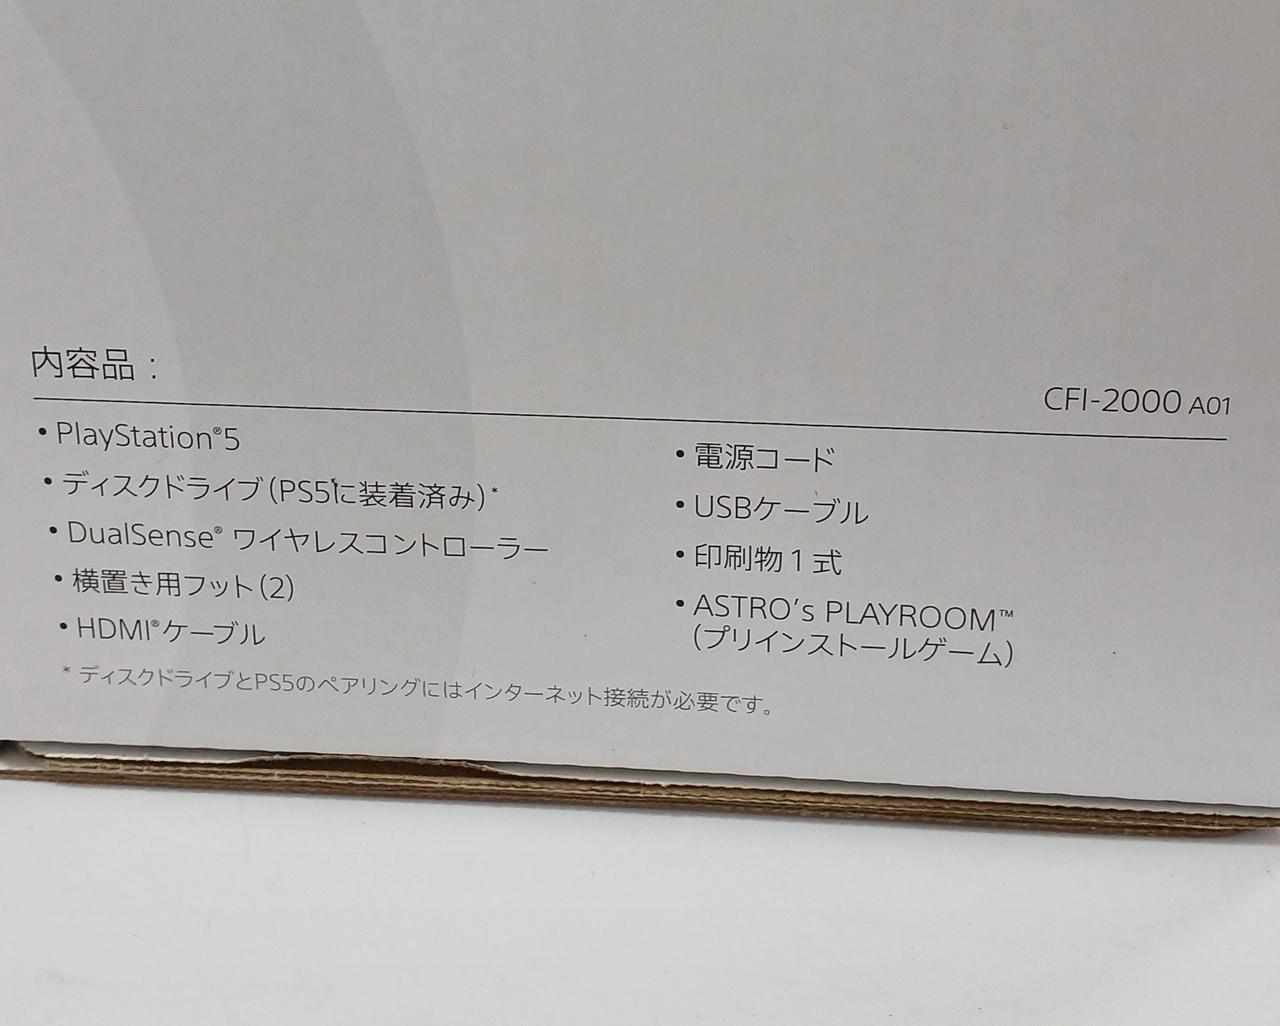 内容品：
CFI-2000 A01
• PlayStation®5
• ディスクドライブ（PS5に装着済み）*
• DualSense® ワイヤレスコントローラー
• 横置き用フット（2）
• HDMI®ケーブル
• 電源コード
• USBケーブル
• 印刷物1式
• ASTRO's PLAYROOM™
（プリインストールゲーム）
* ディスクドライブとPS5のペアリングにはインターネット接続が必要です。